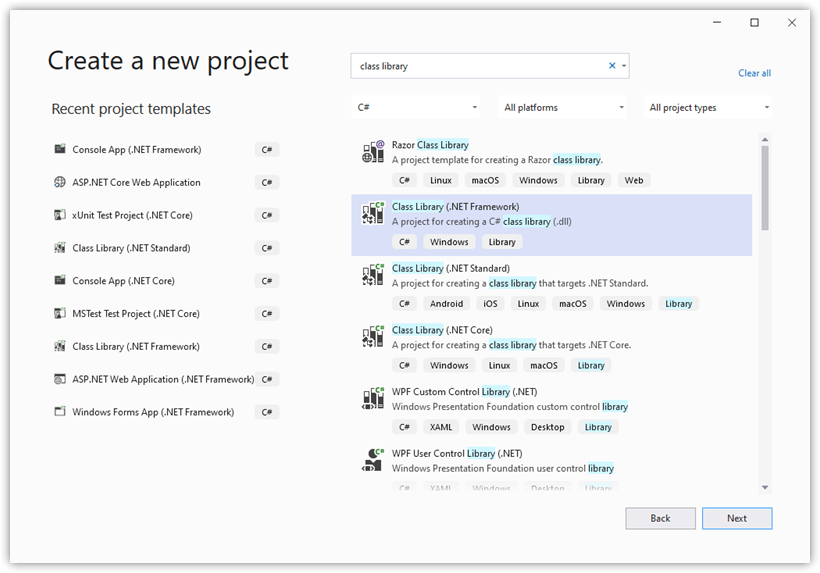 Create a new project
Recent project templates
Console App (.NET Framework) C#
ASP.NET Core Web Application C#
xUnit Test Project (.NET Core) C#
Class Library (.NET Standard) C#
Console App (.NET Core) C#
MSTest Test Project (.NET Core) C#
Class Library (.NET Framework) C#
ASP.NET Web Application (.NET Framework) C#
Windows Forms App (.NET Framework) C#
class library
Clear all
C# All platforms All project types
Razor Class Library
A project template for creating a Razor class library.
C# Linux macOS Windows Library Web
Class Library (.NET Framework)
A project for creating a C# class library (.dll)
C# Windows Library
Class Library (.NET Standard)
A project for creating a class library that targets .NET Standard.
C# Android iOS Linux macOS Windows Library
Class Library (.NET Core)
A project for creating a class library that targets .NET Core.
C# Windows Linux macOS Library
WPF Custom Control Library (.NET)
Windows Presentation Foundation custom control library
C# XAML Windows Desktop Library
WPF User Control Library (.NET)
Windows Presentation Foundation user control library
C# XAML Windows Desktop Library
Back Next